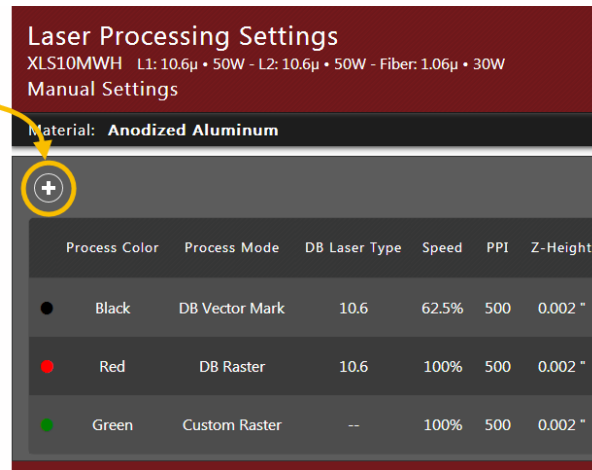 Laser Processing Settings
XLS10MWH L1: 10.6µ • 50W - L2: 10.6µ • 50W - Fiber: 1.06µ • 30W
Manual Settings
Material: Anodized Aluminum
Process Color Process Mode DB Laser Type Speed PPI Z-Height
Black DB Vector Mark 10.6 62.5% 500 0.002 "
Red DB Raster 10.6 100% 500 0.002 "
Green Custom Raster -- 100% 500 0.002 "